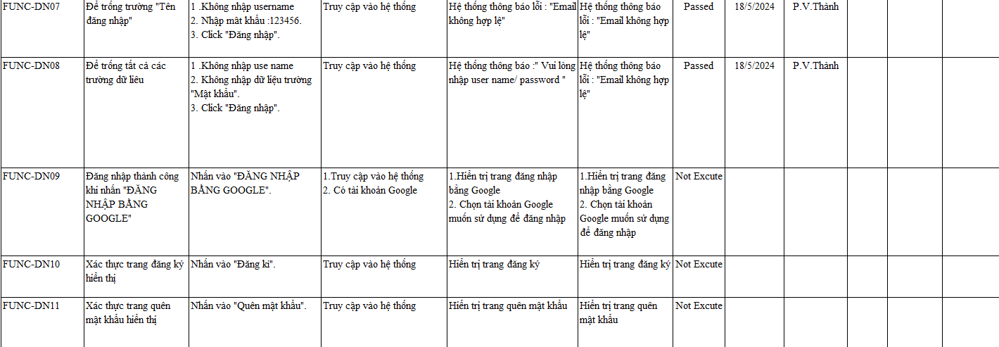 FUNC-DN07
Để trống trường "Tên
đăng nhập"
1 .Không nhập username
2. Nhập mât khẩu :123456.
3. Click "Đăng nhập".
Truy cập vào hệ thống
Hệ thống thông báo lỗi : "Email
không hợp lệ"
Hệ thống thông báo
lỗi : "Email không hợp
lệ"
Passed
18/5/2024
P.V.Thành
FUNC-DN08
Để trống tất cả các
trường dữ liêu
1 .Không nhập use name
2. Không nhập dữ liệu trường
"Mật khẩu".
3. Click "Đăng nhập".
Truy cập vào hệ thống
Hệ thống thông báo :" Vui lòng
nhập user name/ password "
Hệ thống thông báo
lỗi : "Email không hợp
lệ"
Passed
18/5/2024
P.V.Thành
FUNC-DN09
Đăng nhập thành công
khi nhấn "ĐĂNG
NHẬP BẰNG
GOOGLE"
Nhấn vào "ĐĂNG NHẬP
BẰNG GOOGLE".
1.Truy cập vào hệ thống
2. Có tài khoản Google
1.Hiển trị trang đăng nhập
bằng Google
2. Chọn tài khoản Google
muốn sử dụng để đăng nhập
1.Hiển trị trang đăng
nhập bằng Google
2. Chọn tài khoản
Google muốn sử dụng
để đăng nhập
Not Excute
FUNC-DN10
Xác thực trang đăng ký
hiển thị
Nhấn vào "Đăng kí".
Truy cập vào hệ thống
Hiển trị trang đăng ký
Hiển trị trang đăng ký
Not Excute
FUNC-DN11
Xác thực trang quên
mật khẩu hiển thị
Nhấn vào "Quên mật khẩu".
Truy cập vào hệ thống
Hiển trị trang quên mật khẩu
Hiển trị trang quên
mật khẩu
Not Excute